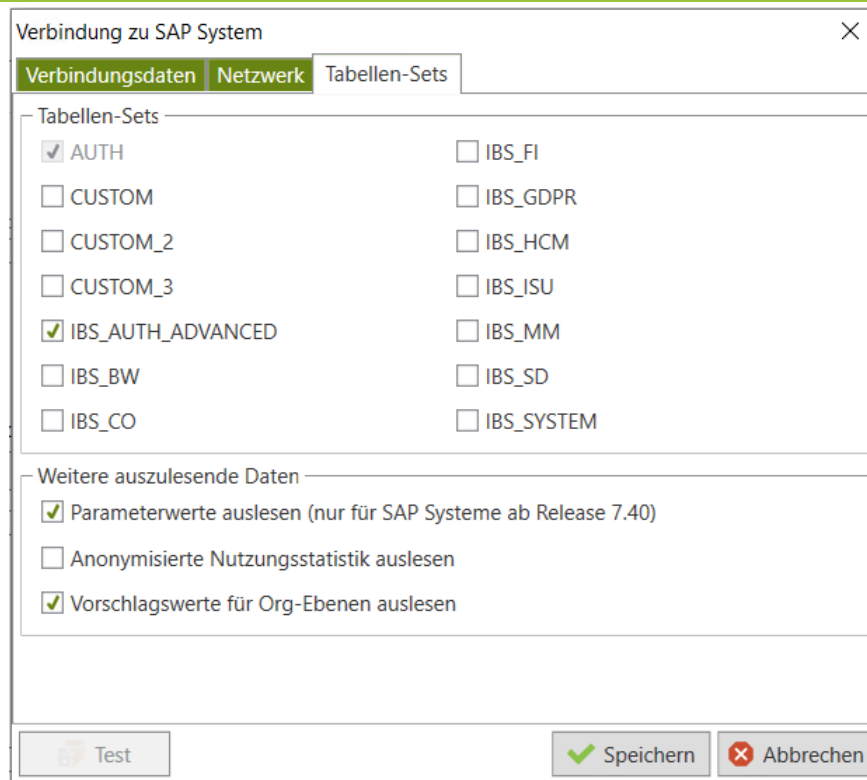 Verbindung zu SAP System
Verbindungsdaten Netzwerk Tabellen-Sets
Tabellen-Sets
AUTH
CUSTOM
CUSTOM_2
CUSTOM_3
IBS_AUTH_ADVANCED
IBS_BW
IBS_CO
IBS_FI
IBS_GDPR
IBS_HCM
IBS_ISU
IBS_MM
IBS_SD
IBS_SYSTEM
Weitere auszulesende Daten
Parameterwerte auslesen (nur für SAP Systeme ab Release 7.40)
Anonymisierte Nutzungsstatistik auslesen
Vorschlagswerte für Org-Ebenen auslesen
Test Speichern Abbrechen